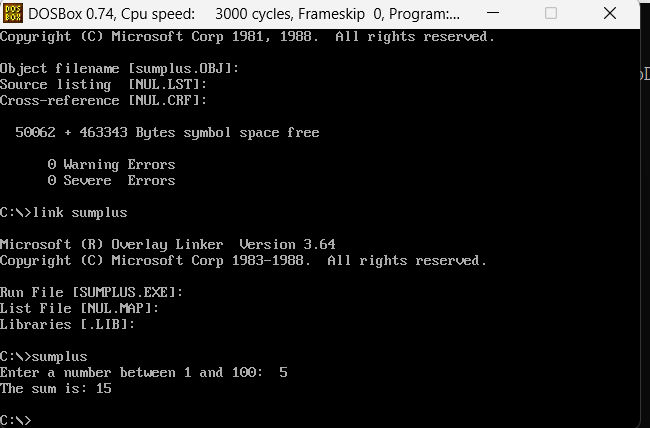 DOSBox 0.74, Cpu speed: 3000 cycles, Frameskip 0, Program:...
Copyright (C) Microsoft Corp 1981, 1988. All rights reserved.
Object filename [sumplus.OBJ]:
Source listing [NUL.LST]:
Cross-reference [NUL.CRF]:
50062 + 463343 Bytes symbol space free
0 Warning Errors
0 Severe Errors
C:\>link sumplus
Microsoft (R) Overlay Linker Version 3.64
Copyright (C) Microsoft Corp 1983-1988. All rights reserved.
Run File [SUMPLUS.EXE]:
List File [NUL.MAP]:
Libraries [.LIB]:
C:\>sumplus
Enter a number between 1 and 100: 5
The sum is: 15
C:\>